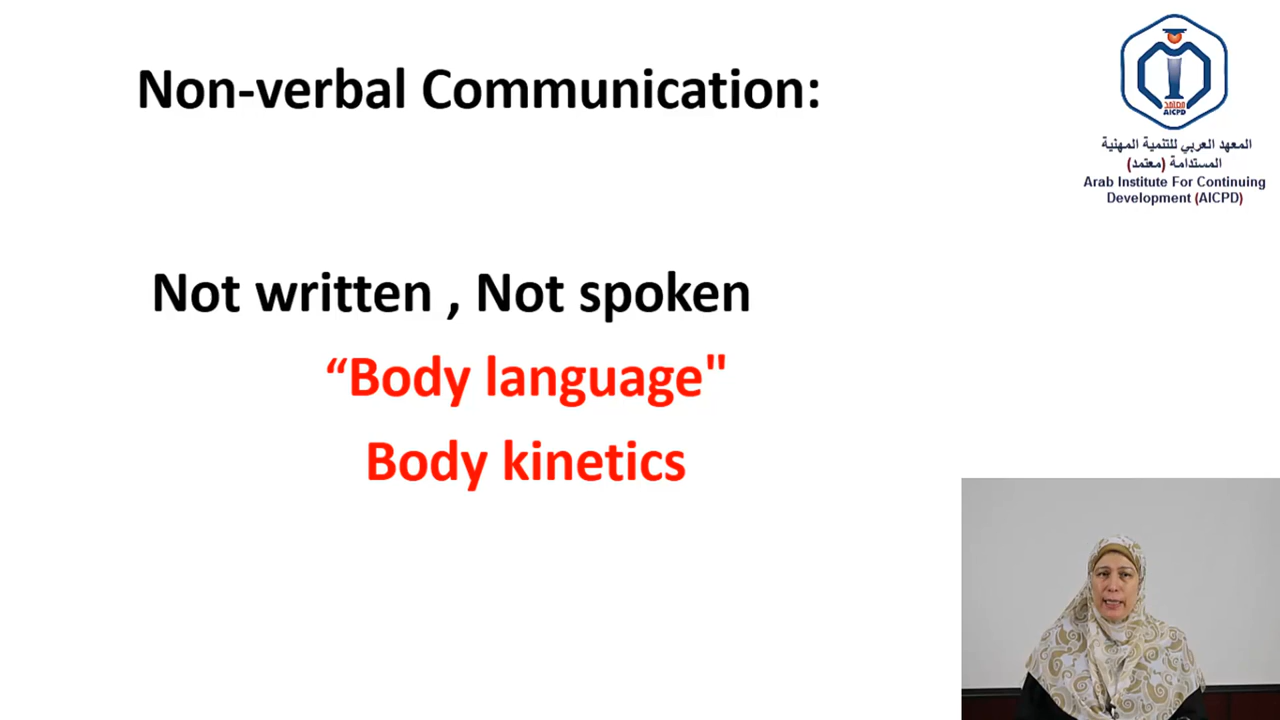 Non-verbal Communication:
معتمد
AICPD
المعهد العربي للتنمية المهنية
المستدامة (معتمد)
Arab Institute For Continuing
Development (AICPD)
Not written , Not spoken
“Body language"
Body kinetics